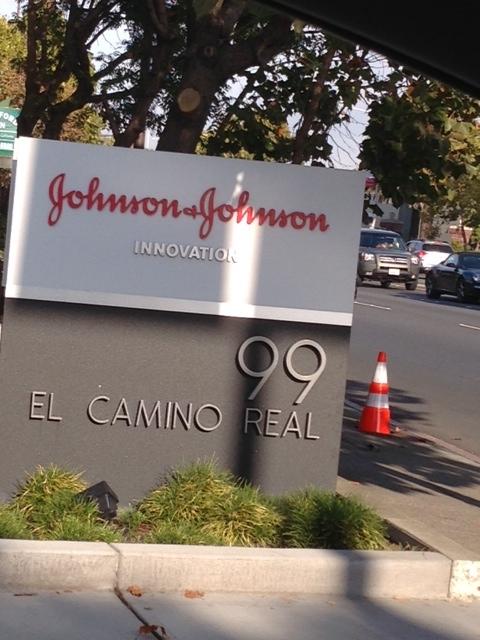 Johnson+Johnson
INNOVATION
99
EL CAMINO REAL